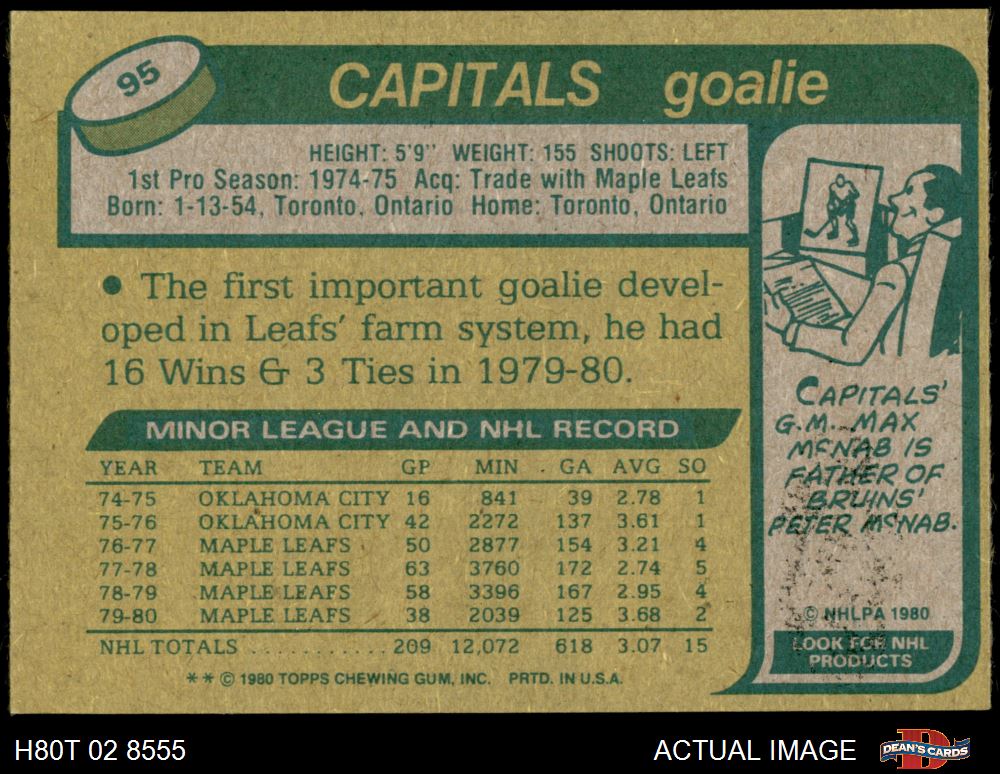 95
CAPITALS goalie
HEIGHT: 5'9" WEIGHT: 155 SHOOTS: LEFT
1st Pro Season: 1974-75 Acq: Trade with Maple Leafs
Born: 1-13-54, Toronto, Ontario Home: Toronto, Ontario
• The first important goalie devel-
oped in Leafs' farm system, he had
16 Wins & 3 Ties in 1979-80.
MINOR LEAGUE AND NHL RECORD
YEAR TEAM GP MIN GA AVG SO
74-75 OKLAHOMA CITY 16 841 39 2.78 1
75-76 OKLAHOMA CITY 42 2272 137 3.61 1
76-77 MAPLE LEAFS 50 2877 154 3.21 4
77-78 MAPLE LEAFS 63 3760 172 2.74 5
78-79 MAPLE LEAFS 58 3396 167 2.95 4
79-80 MAPLE LEAFS 38 2039 125 3.68 2
NHL TOTALS ........... 209 12,072 618 3.07 15
** © 1980 TOPPS CHEWING GUM, INC. PRTD. IN U.S.A.
CAPITALS'
G.M. MAX
McNAB IS
FATHER OF
BRUINS'
PETER McNAB.
© NHLPA 1980
LOOK FOR NHL
PRODUCTS
H80T 02 8555
ACTUAL IMAGE
DEAN'S CARDS